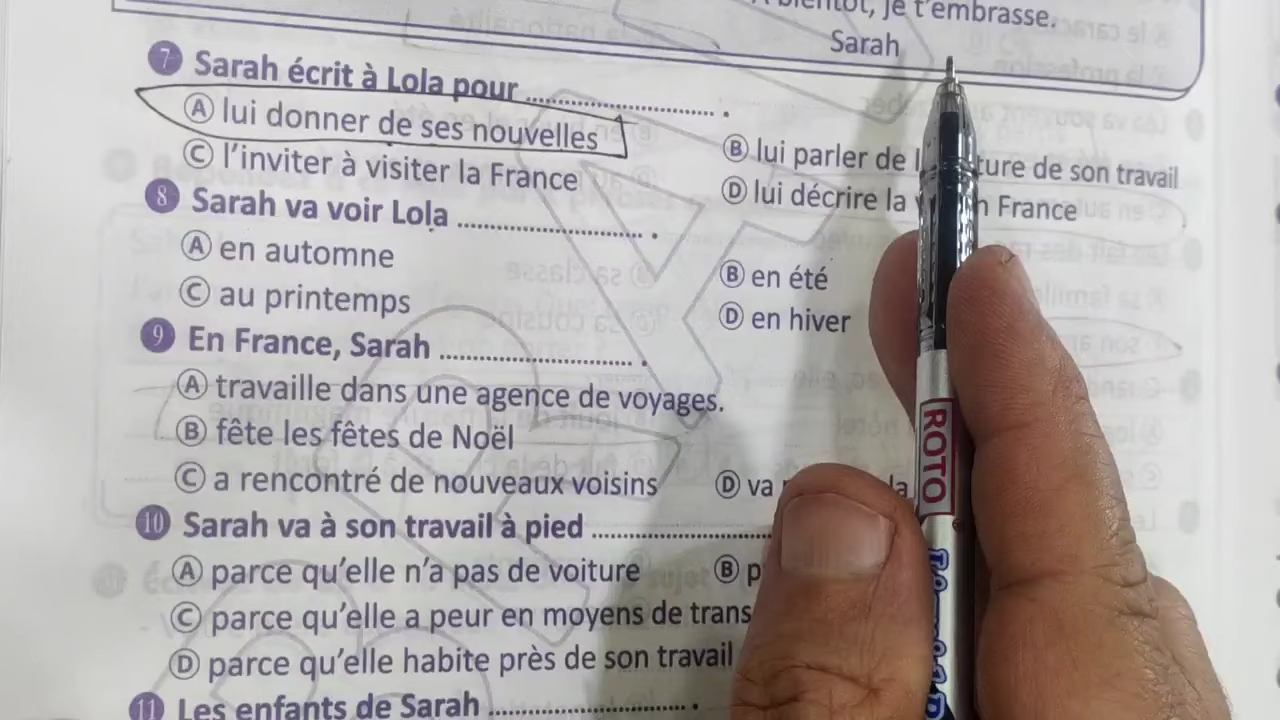 bientôt, je t'embrasse.
Sarah
7 Sarah écrit à Lola pour .
A lui donner de ses nouvelles
B lui parler de ture de son travail
C l'inviter à visiter la France
D lui décrire la n France
8 Sarah va voir Lola .
A en automne
B en été
C au printemps
D en hiver
9 En France, Sarah .
A travaille dans une agence de voyages.
B fête les fêtes de Noël
C a rencontré de nouveaux voisins
D va la
10 Sarah va à son travail à pied
A parce qu'elle n'a pas de voiture
B p
C parce qu'elle a peur en moyens de trans
D parce qu'elle habite près de son travail
11 Les enfants de Sarah .
ROTO